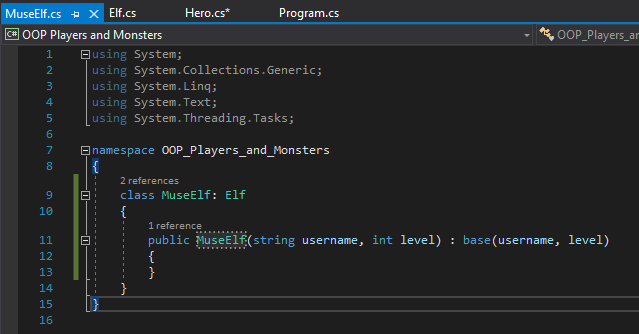 MuseElf.cs Elf.cs Hero.cs* Program.cs
C# OOP Players and Monsters OOP_Players_an
1 using System;
2 using System.Collections.Generic;
3 using System.Linq;
4 using System.Text;
5 using System.Threading.Tasks;
6
7 namespace OOP_Players_and_Monsters
8 {
2 references
9 class MuseElf: Elf
10 {
1 reference
11 public MuseElf(string username, int level) : base(username, level)
12 {
13 }
14 }
15 }
16